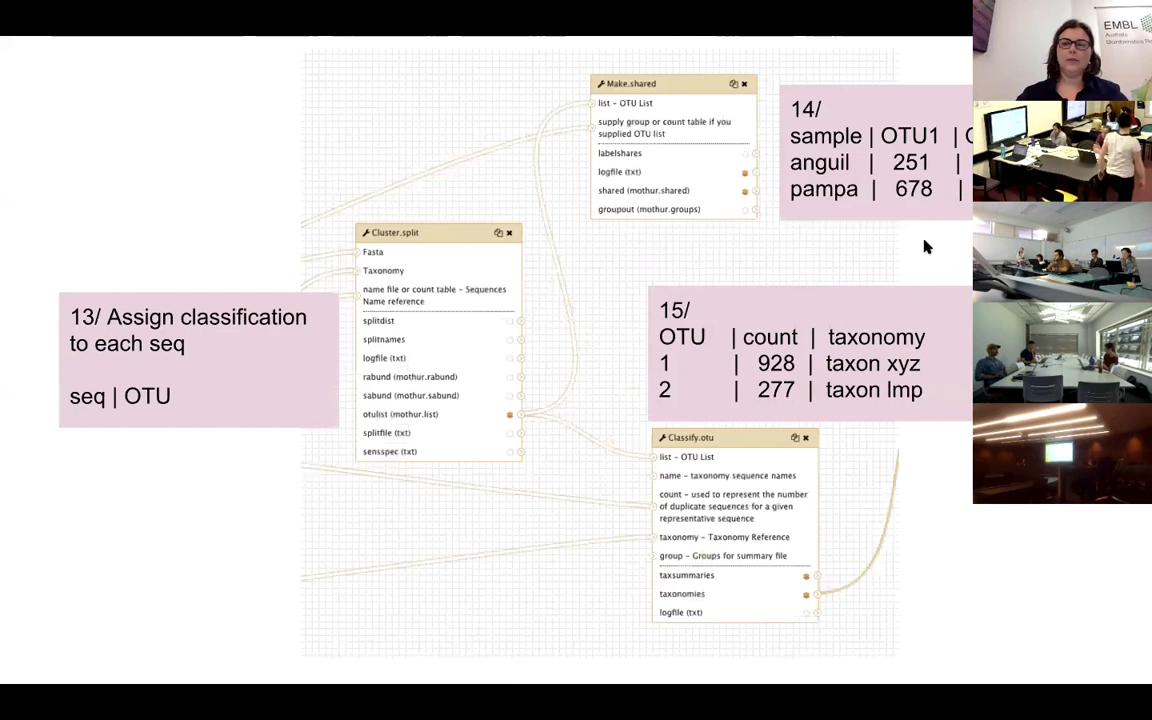 Make.shared
list - OTU List
supply group or count table if you
supplied OTU list
labelshares
logfile (txt)
shared (mothur.shared)
groupout (mothur.groups)
14/
sample | OTU1 |
anguil | 251 |
pampa | 678 |
EMBL
Australia
Cluster.split
Fasta
Taxonomy
name file or count table - Sequences
Name reference
splitdist
splitnames
logfile (txt)
rabund (mothur.rabund)
sabund (mothur.sabund)
otulist (mothur.list)
splitfile (txt)
sensspec (txt)
13/ Assign classification
to each seq
seq | OTU
15/
OTU | count | taxonomy
1 | 928 | taxon xyz
2 | 277 | taxon lmp
Classify.otu
list - OTU List
name - taxonomy sequence names
count - used to represent the number
of duplicate sequences for a given
representative sequence
taxonomy - Taxonomy Reference
group - Groups for summary file
taxsummaries
taxonomies
logfile (txt)